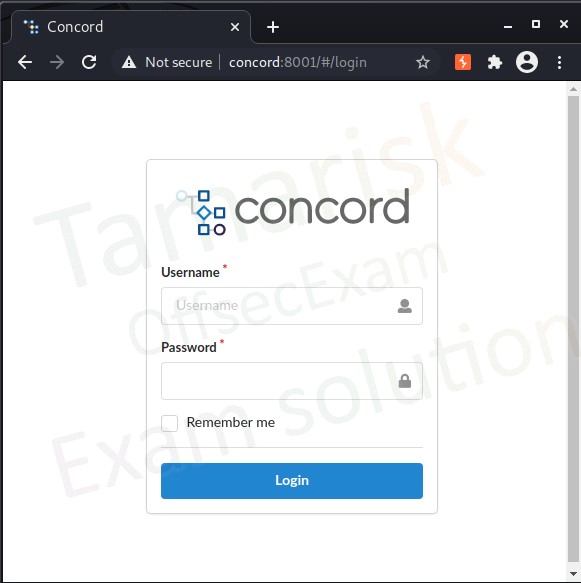 Concord
Not secure
concord:8001/#/login
concord
Username *
Username
Password *
Remember me
Login
Tamarisk
OffsecExam
Exam solution